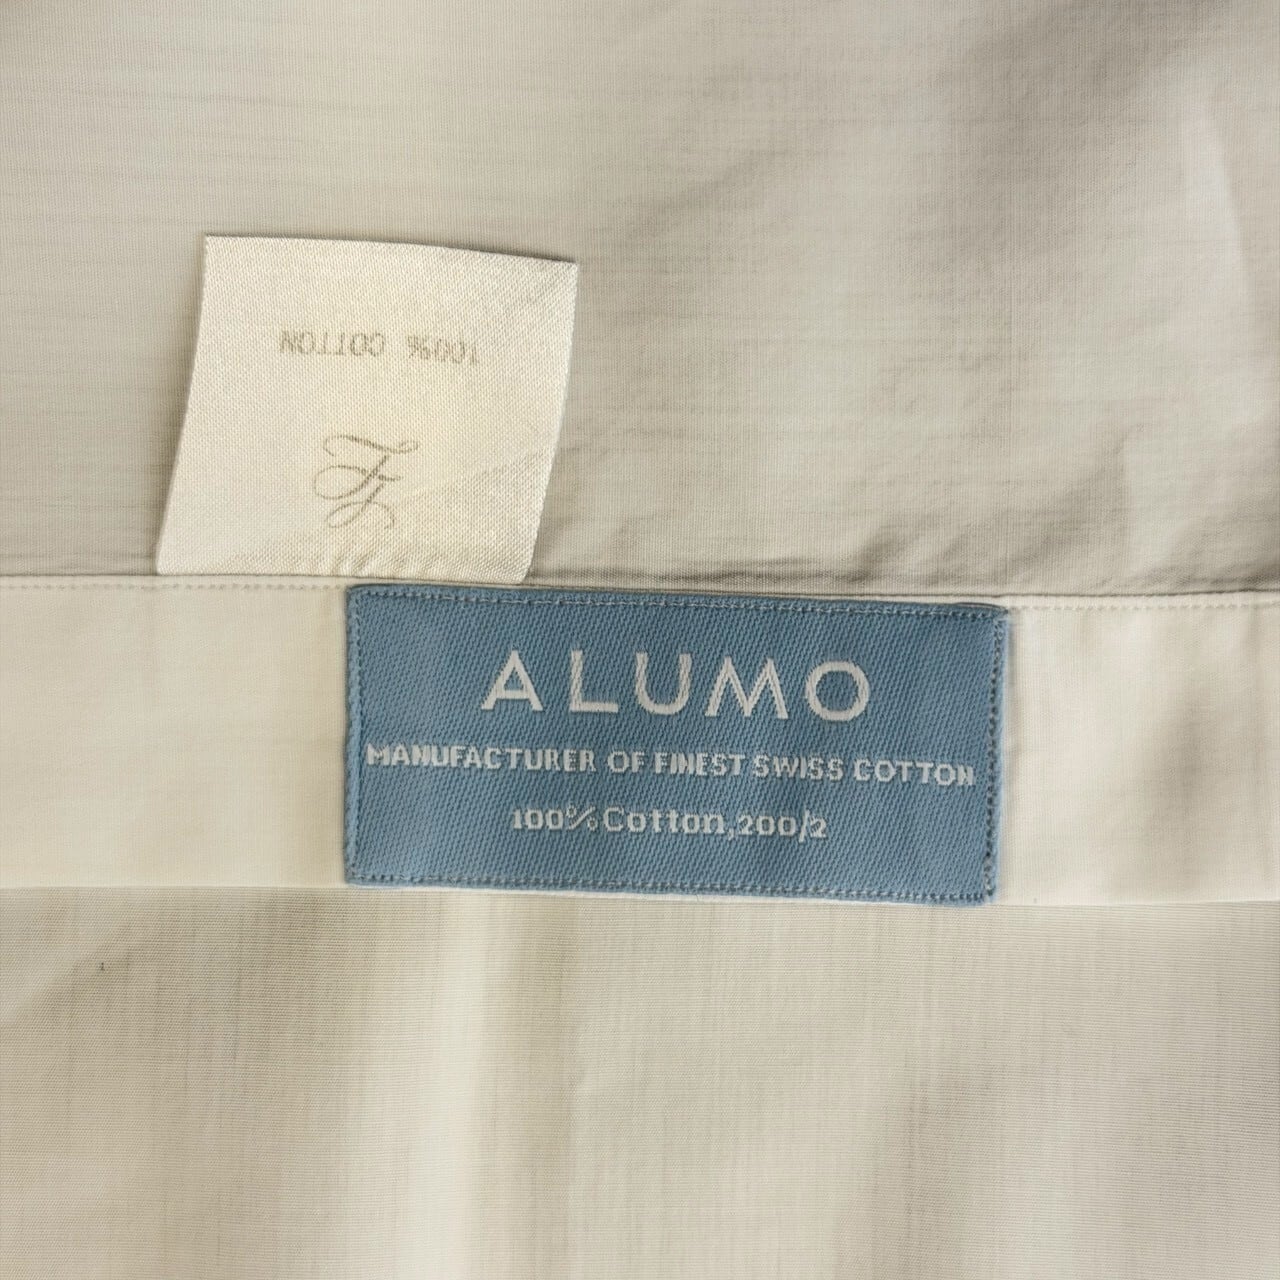 100% COTTON
ALUMO
MANUFACTURER OF FINEST SWISS COTTON
100% Cotton, 200/2